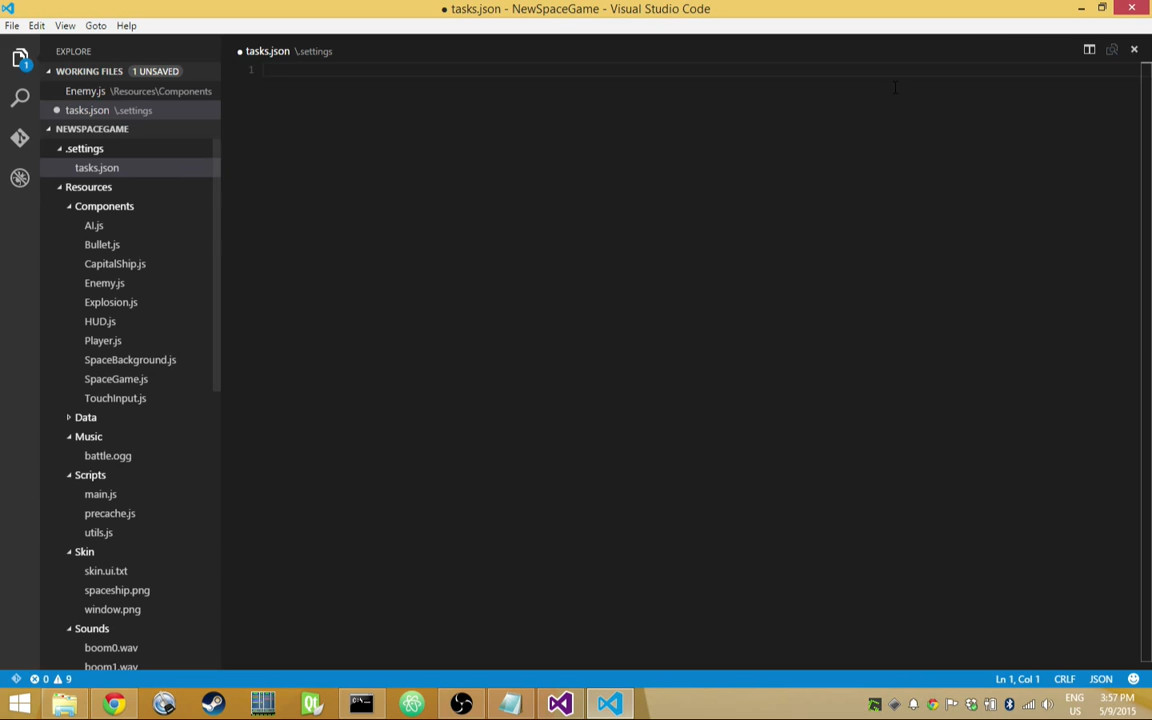 ● tasks.json - NewSpaceGame - Visual Studio Code
File Edit View Goto Help
EXPLORE
WORKING FILES 1 UNSAVED
Enemy.js \Resources\Components
tasks.json \.settings
NEWSPACEGAME
.settings
tasks.json
Resources
Components
AI.js
Bullet.js
CapitalShip.js
Enemy.js
Explosion.js
HUD.js
Player.js
SpaceBackground.js
SpaceGame.js
TouchInput.js
Data
Music
battle.ogg
Scripts
main.js
precache.js
utils.js
Skin
skin.ui.txt
spaceship.png
window.png
Sounds
boom0.wav
boom1.wav
1
● tasks.json \.settings
1
0 9
Ln 1, Col 1 CRLF JSON
ENG
US
3:57 PM
5/9/2015